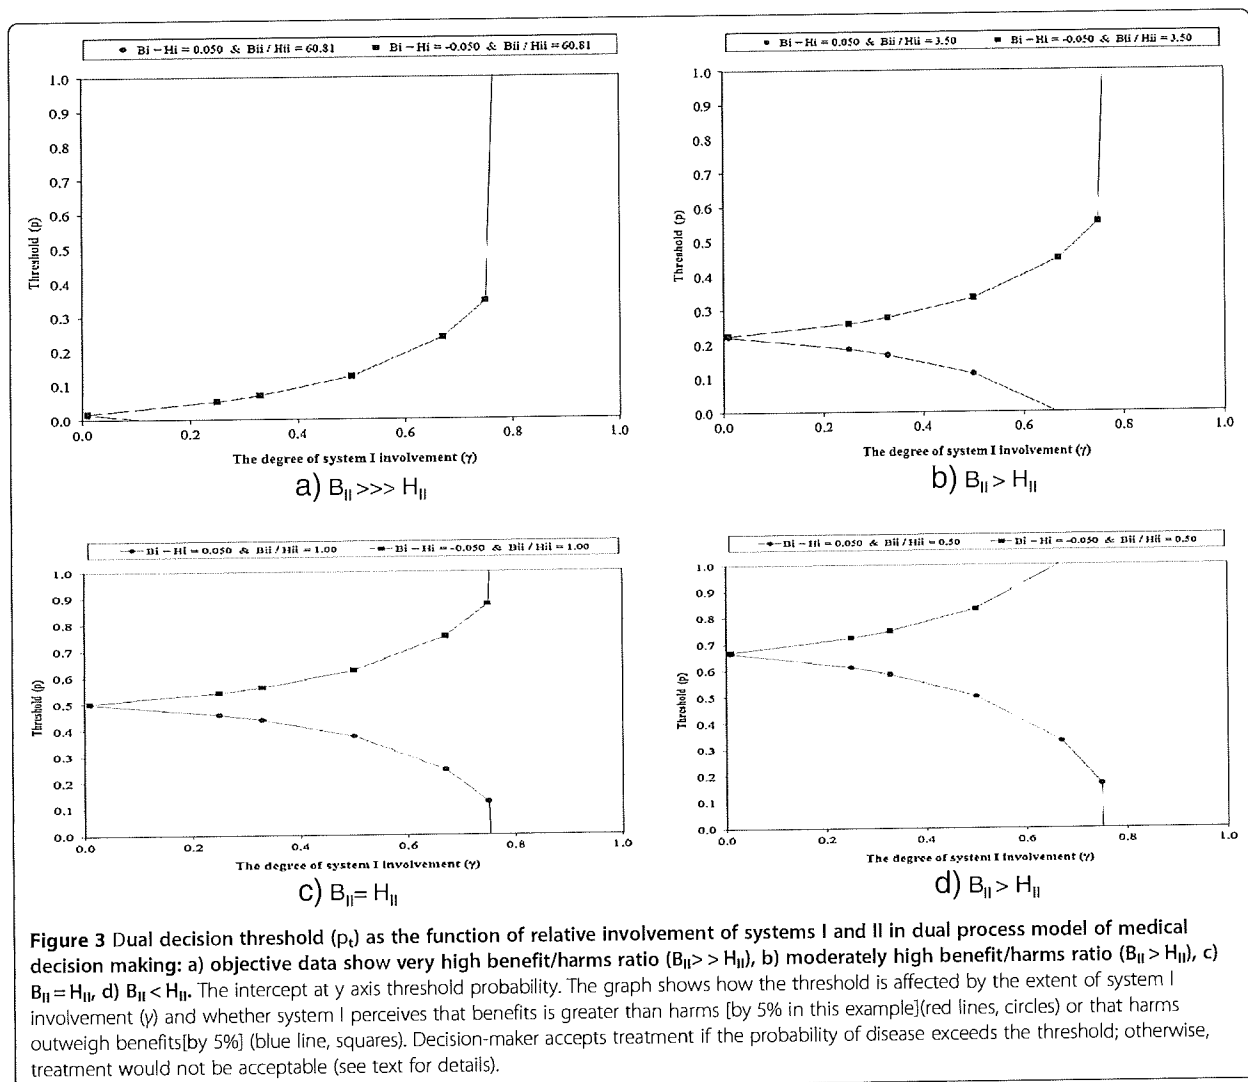 Bi – Hi = 0.050 & Bii / Hii = 60.81 Bi – Hi = -0.050 & Bii / Hii = 60.81
1.0
0.9
0.8
0.7
0.6
0.5
0.4
0.3
0.2
0.1
0.0
Threshold (p)
0.0 0.2 0.4 0.6 0.8 1.0
The degree of system I involvement (γ)
a) B_II >>> H_II
Bi – Hi = 0.050 & Bii / Hii = 3.50 Bi – Hi = -0.050 & Bii / Hii = 3.50
1.0
0.9
0.8
0.7
0.6
0.5
0.4
0.3
0.2
0.1
0.0
Threshold (p)
0.0 0.2 0.4 0.6 0.8 1.0
The degree of system I involvement (γ)
b) B_II > H_II
Bi – Hi = 0.050 & Bii / Hii = 1.00 Bi – Hi = -0.050 & Bii / Hii = 1.00
1.0
0.9
0.8
0.7
0.6
0.5
0.4
0.3
0.2
0.1
0.0
Threshold (p)
0.0 0.2 0.4 0.6 0.8 1.0
The degree of system I involvement (γ)
c) B_II = H_II
Bi – Hi = 0.050 & Bii / Hii = 0.50 Bi – Hi = -0.050 & Bii / Hii = 0.50
1.0
0.9
0.8
0.7
0.6
0.5
0.4
0.3
0.2
0.1
0.0
Threshold (p)
0.0 0.2 0.4 0.6 0.8 1.0
The degree of system I involvement (γ)
d) B_II > H_II
Figure 3 Dual decision threshold (p_t) as the function of relative involvement of systems I and II in dual process model of medical
decision making: a) objective data show very high benefit/harms ratio (B_II> > H_II), b) moderately high benefit/harms ratio (B_II > H_II), c)
B_II = H_II, d) B_II < H_II. The intercept at y axis threshold probability. The graph shows how the threshold is affected by the extent of system I
involvement (γ) and whether system I perceives that benefits is greater than harms [by 5% in this example](red lines, circles) or that harms
outweigh benefits[by 5%] (blue line, squares). Decision-maker accepts treatment if the probability of disease exceeds the threshold; otherwise,
treatment would not be acceptable (see text for details).